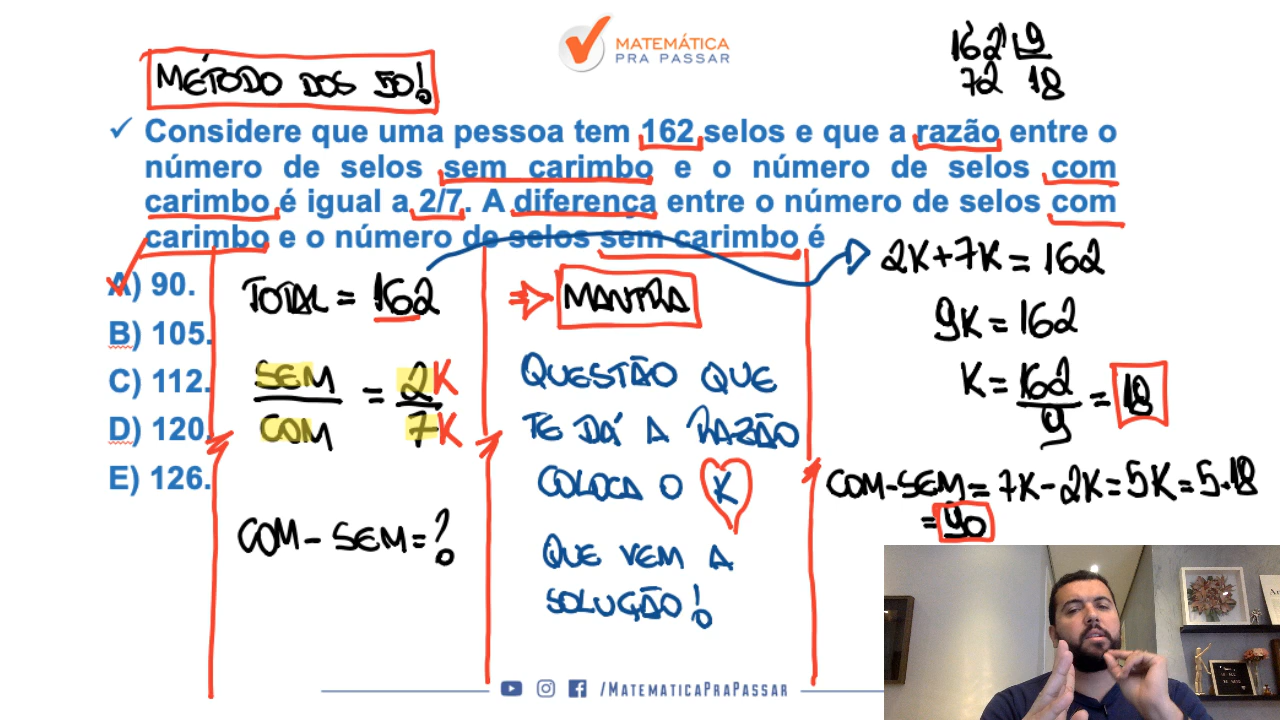 MATEMÁTICA
PRA PASSAR
MÉTODO DOS 50!
162 9
72 18
✓ Considere que uma pessoa tem 162 selos e que a razão entre o
número de selos sem carimbo e o número de selos com
carimbo é igual a 2/7. A diferença entre o número de selos com
carimbo e o número de selos sem carimbo é
A) 90.
B) 105.
C) 112.
D) 120.
E) 126.
TOTAL = 162
SEM
COM
= 2K
7K
COM - SEM = ?
⇒ MANTRA
QUESTÃO QUE
TE DÁ A RAZÃO
COLOCA O K
QUE VEM A
SOLUÇÃO!
2K+7K = 162
9K = 162
K = 162
9
= 18
COM-SEM = 7K - 2K = 5K = 5.18
= 90
/MATEMATICAPRAPASSAR